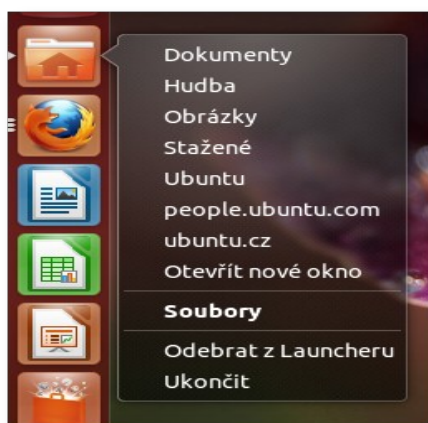 Dokumenty
Hudba
Obrázky
Stažené
Ubuntu
people.ubuntu.com
ubuntu.cz
Otevřít nové okno
Soubory
Odebrat z Launcheru
Ukončit